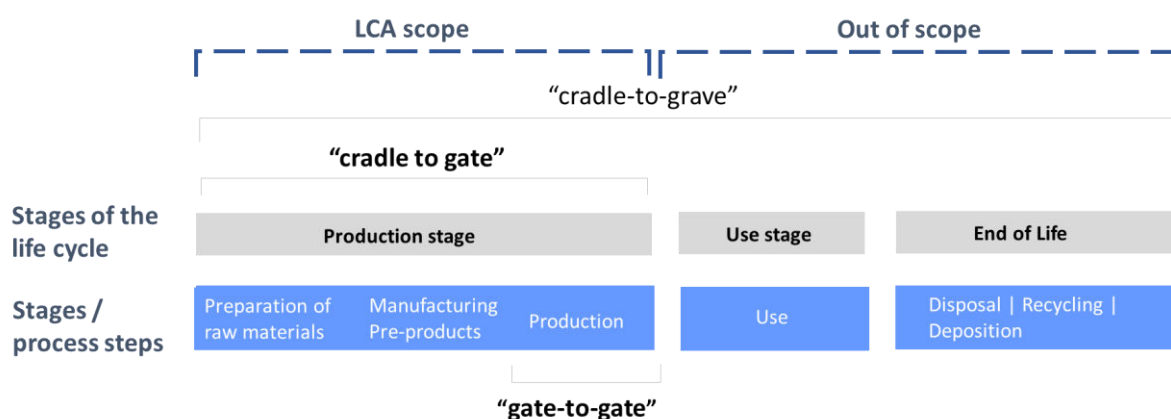 LCA scope
Out of scope
“cradle-to-grave”
“cradle to gate”
Stages of the
life cycle
Production stage
Use stage
End of Life
Stages /
process steps
Preparation of
raw materials
Manufacturing
Pre-products
Production
Use
Disposal | Recycling |
Deposition
“gate-to-gate”